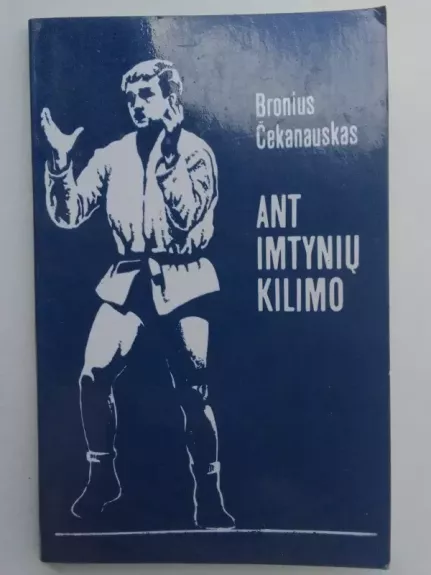 Bronius
Čekanauskas
ANT
IMTYNIŲ
KILIMO